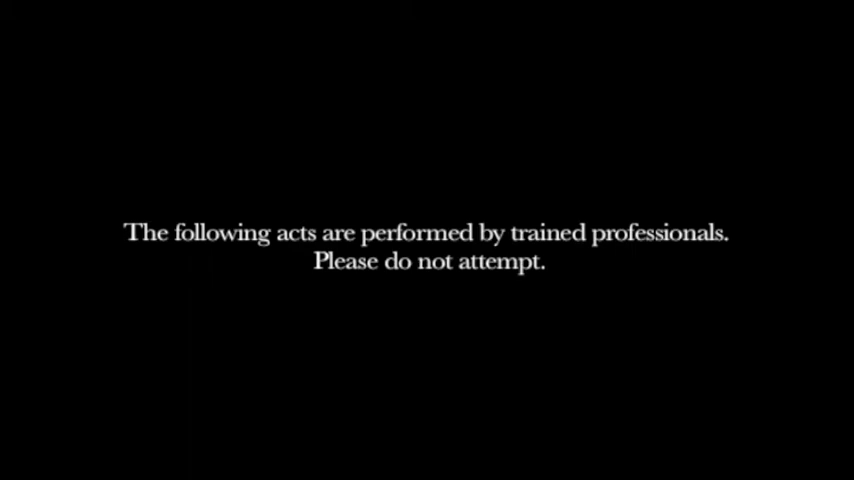 The following acts are performed by trained professionals.
Please do not attempt.